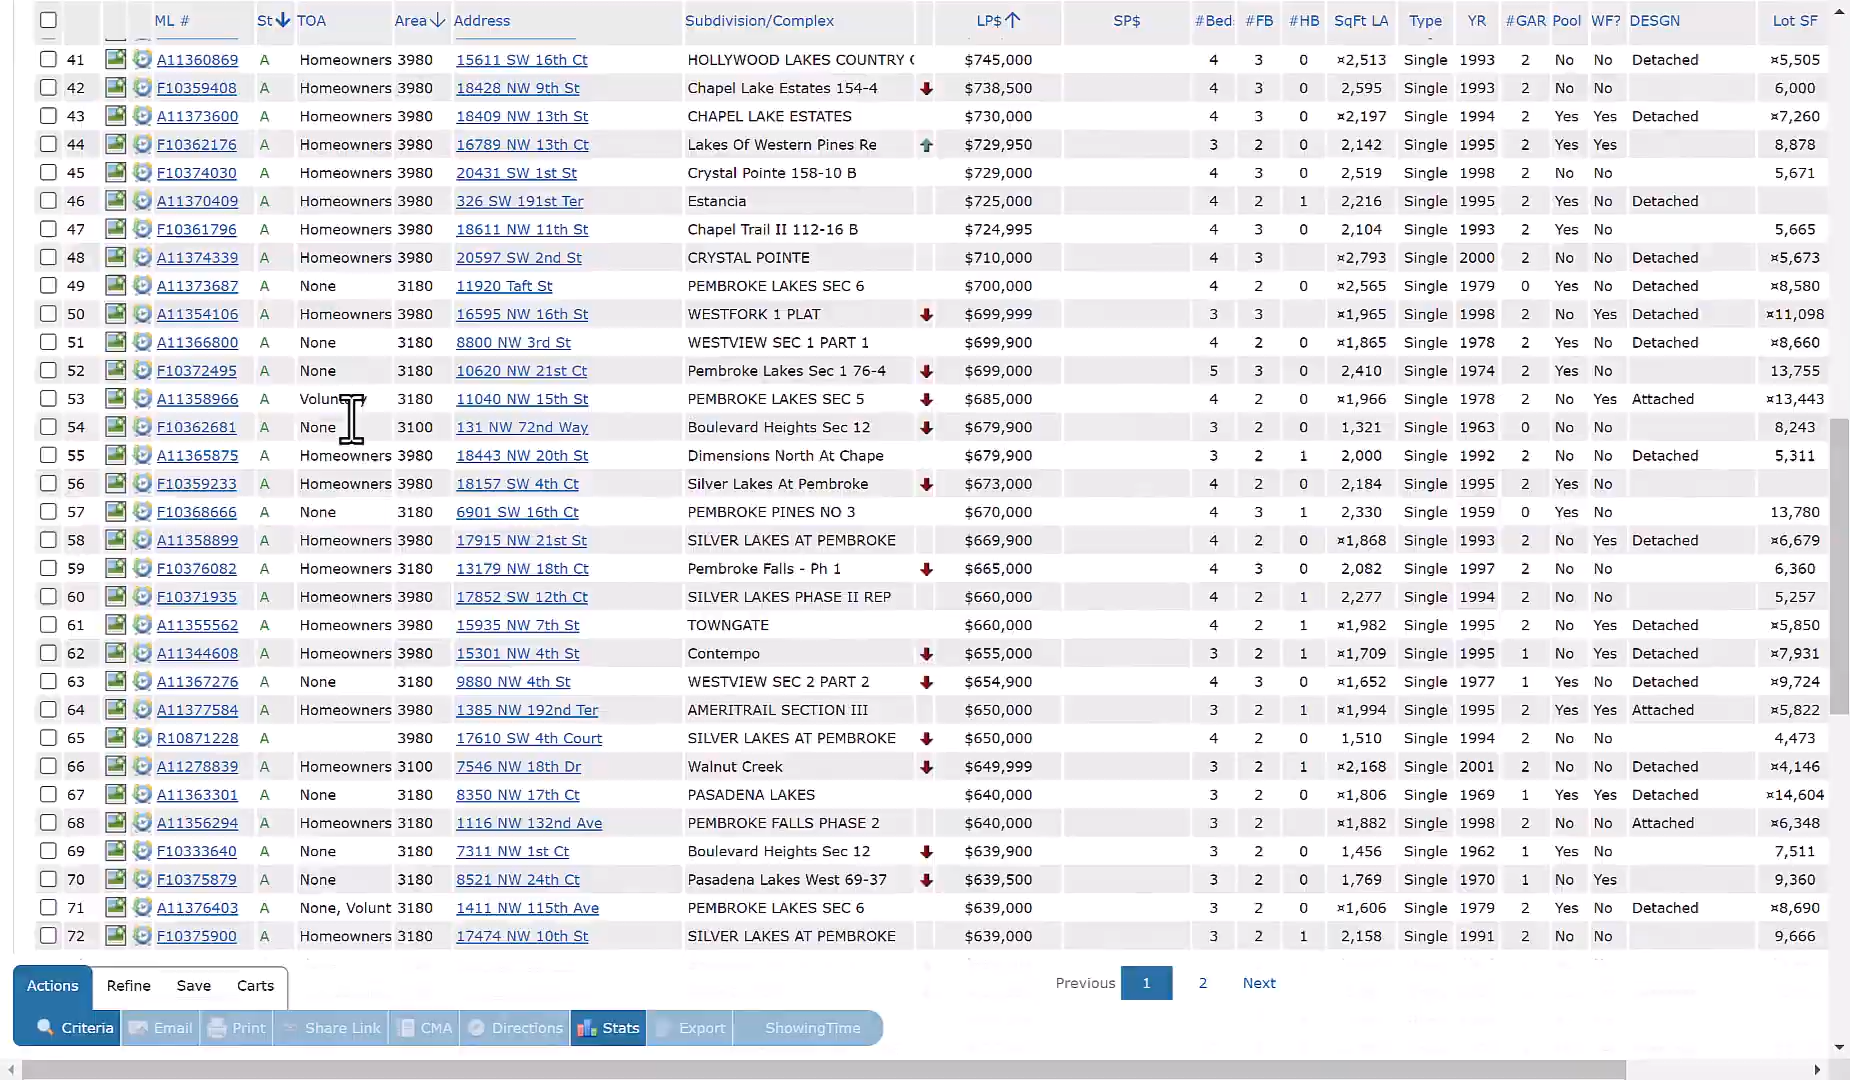 ML # St TOA Area Address Subdivision/Complex LP$ SP$ #Bed: #FB #HB SqFt LA Type YR #GAR Pool WF? DESGN Lot SF
41 A11360869 A Homeowners 3980 15611 SW 16th Ct HOLLYWOOD LAKES COUNTRY $745,000 4 3 0 ¤2,513 Single 1993 2 No No Detached ¤5,505
42 F10359408 A Homeowners 3980 18428 NW 9th St Chapel Lake Estates 154-4 $738,500 4 3 0 2,595 Single 1993 2 No No 6,000
43 A11373600 A Homeowners 3980 18409 NW 13th St CHAPEL LAKE ESTATES $730,000 4 3 0 ¤2,197 Single 1994 2 Yes Yes Detached ¤7,260
44 F10362176 A Homeowners 3980 16789 NW 13th Ct Lakes Of Western Pines Re $729,950 3 2 0 2,142 Single 1995 2 Yes Yes 8,878
45 F10374030 A Homeowners 3980 20431 SW 1st St Crystal Pointe 158-10 B $729,000 4 3 0 2,519 Single 1998 2 No No 5,671
46 A11370409 A Homeowners 3980 326 SW 191st Ter Estancia $725,000 4 2 1 2,216 Single 1995 2 Yes No Detached
47 F10361796 A Homeowners 3980 18611 NW 11th St Chapel Trail II 112-16 B $724,995 4 3 0 2,104 Single 1993 2 Yes No 5,665
48 A11374339 A Homeowners 3980 20597 SW 2nd St CRYSTAL POINTE $710,000 4 3 ¤2,793 Single 2000 2 No No Detached ¤5,673
49 A11373687 A None 3180 11920 Taft St PEMBROKE LAKES SEC 6 $700,000 4 2 0 ¤2,565 Single 1979 0 Yes No Detached ¤8,580
50 A11354106 A Homeowners 3980 16595 NW 16th St WESTFORK 1 PLAT $699,999 3 3 ¤1,965 Single 1998 2 No Yes Detached ¤11,098
51 A11366800 A None 3180 8800 NW 3rd St WESTVIEW SEC 1 PART 1 $699,900 4 2 0 ¤1,865 Single 1978 2 Yes No Detached ¤8,660
52 F10372495 A None 3180 10620 NW 21st Ct Pembroke Lakes Sec 1 76-4 $699,000 5 3 0 2,410 Single 1974 2 Yes No 13,755
53 A11358966 A 3180 11040 NW 15th St PEMBROKE LAKES SEC 5 $685,000 4 2 0 ¤1,966 Single 1978 2 No Yes Attached ¤13,443
54 F10362681 A None 3100 131 NW 72nd Way Boulevard Heights Sec 12 $679,900 4 2 0 1,321 Single 1963 0 No No 8,243
55 A11365875 A Homeowners 3980 18443 NW 20th St Dimensions North At Chape $679,900 3 2 1 2,000 Single 1992 2 No No Detached 5,311
56 F10359233 A Homeowners 3980 18157 SW 4th Ct Silver Lakes At Pembroke $673,000 4 2 0 2,184 Single 1995 2 Yes No
57 F10368666 A None 3180 6901 SW 16th Ct PEMBROKE PINES NO 3 $670,000 4 3 1 2,330 Single 1959 0 Yes No 13,780
58 A11358899 A Homeowners 3980 17915 NW 21st St SILVER LAKES AT PEMBROKE $669,900 4 2 0 ¤1,868 Single 1993 2 No Yes Detached ¤6,679
59 F10376082 A Homeowners 3180 13179 NW 18th Ct Pembroke Falls - Ph 1 $665,000 4 3 0 2,082 Single 1997 2 No No 6,360
60 F10371935 A Homeowners 3980 17852 SW 12th Ct SILVER LAKES PHASE II REP $660,000 4 2 1 2,277 Single 1994 2 No No 5,257
61 A11355562 A Homeowners 3980 15935 NW 7th St TOWNGATE $660,000 4 2 1 ¤1,982 Single 1995 2 No Yes Detached ¤5,850
62 A11344608 A Homeowners 3980 15301 NW 4th St Contempo $655,000 3 2 1 ¤1,709 Single 1995 1 No Yes Detached ¤7,931
63 A11367276 A None 3180 9880 NW 4th St WESTVIEW SEC 2 PART 2 $654,900 4 3 0 ¤1,652 Single 1977 1 Yes No Detached ¤9,724
64 A11377584 A Homeowners 3980 1385 NW 192nd Ter AMERITRAIL SECTION III $650,000 3 2 1 ¤1,994 Single 1995 2 Yes Yes Attached ¤5,822
65 R10871228 A 3980 17610 SW 4th Court SILVER LAKES AT PEMBROKE $650,000 4 2 0 1,510 Single 1994 2 No No 4,473
66 A11278839 A Homeowners 3100 7546 NW 18th Dr Walnut Creek $649,999 3 2 1 ¤2,168 Single 2001 2 No No Detached ¤4,146
67 A11363301 A None 3180 8350 NW 17th Ct PASADENA LAKES $640,000 3 2 0 ¤1,806 Single 1969 1 Yes Yes Detached ¤14,604
68 A11356294 A Homeowners 3180 1116 NW 132nd Ave PEMBROKE FALLS PHASE 2 $640,000 3 2 ¤1,882 Single 1998 2 No No Attached ¤6,348
69 F10333640 A None 3180 7311 NW 1st Ct Boulevard Heights Sec 12 $639,900 3 2 0 1,456 Single 1962 1 Yes No 7,511
70 F10375879 A None 3180 8521 NW 24th Ct Pasadena Lakes West 69-37 $639,500 3 2 0 1,769 Single 1970 1 No Yes 9,360
71 A11376403 A None, Volunt 3180 1411 NW 115th Ave PEMBROKE LAKES SEC 6 $639,000 3 2 0 ¤1,606 Single 1979 2 Yes No Detached ¤8,690
72 F10375900 A Homeowners 3180 17474 NW 10th St SILVER LAKES AT PEMBROKE $639,000 3 2 1 2,158 Single 1991 2 No No 9,666
Actions Refine Save Carts Previous 1 2 Next
Criteria Email Print Share Link CMA Directions Stats Export ShowingTime